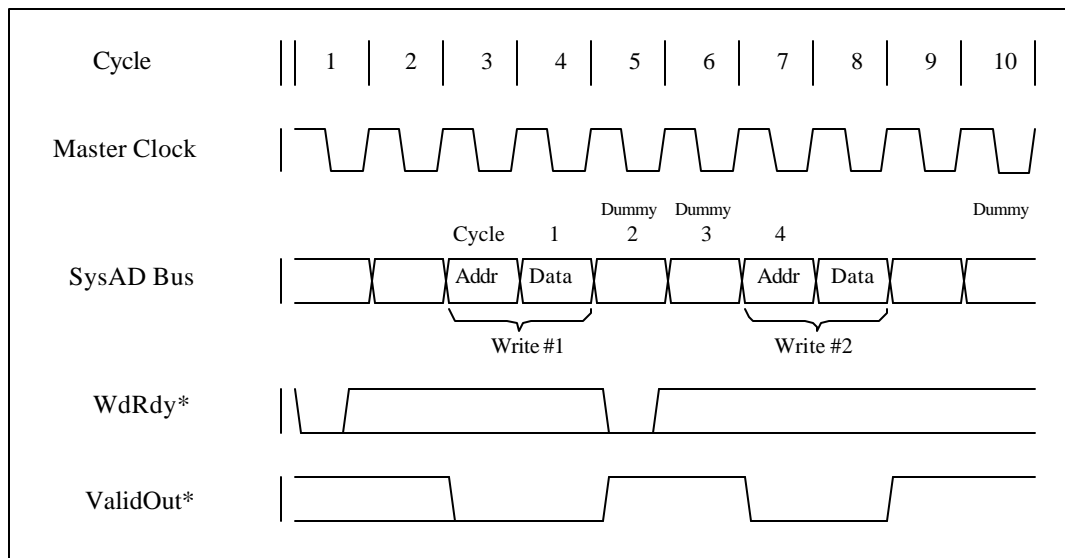 Cycle 1 2 3 4 5 6 7 8 9 10
Master Clock
Dummy Dummy Dummy
Cycle 1 2 3 4
SysAD Bus Addr Data Addr Data
Write #1 Write #2
WdRdy*
ValidOut*